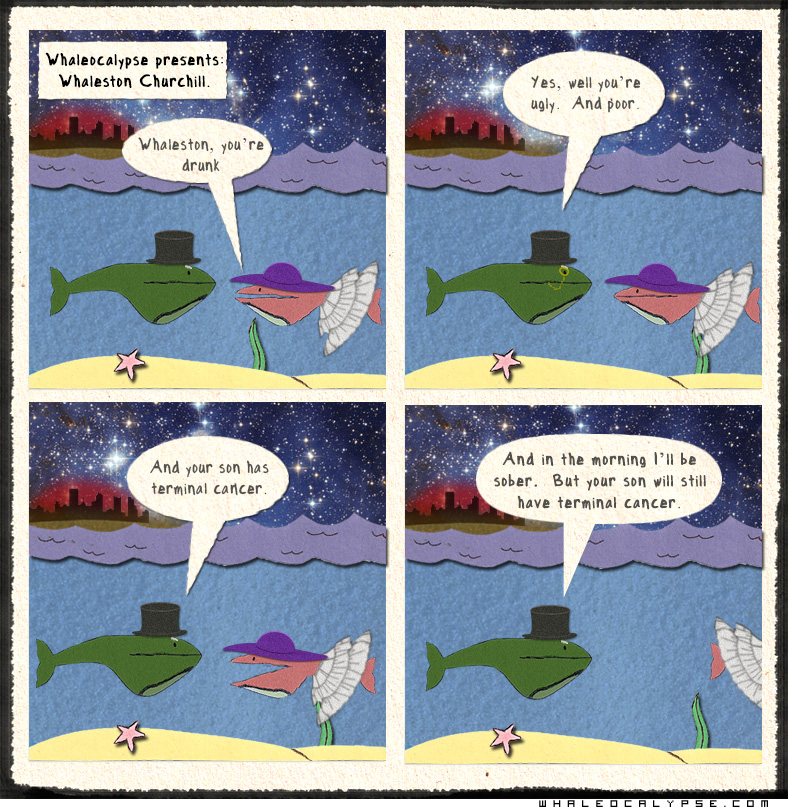 Whaleocalypse presents:
Whaleston Churchill.
Whaleston, you're
drunk
Yes, well you're
ugly. And poor.
And your son has
terminal cancer.
And in the morning I'll be
sober. But your son will still
have terminal cancer.
WHALEOCALYPSE.COM